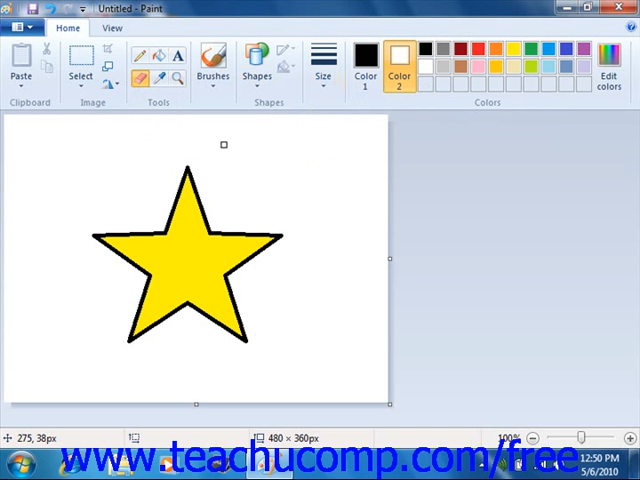 Untitled - Paint
Home View
Paste Select Brushes Shapes Size Color 1 Color 2 Edit colors
Clipboard Image Tools Shapes Colors
275, 38px 480 × 360px 100%
www.teachucomp.com/free
12:50 PM
5/6/2010